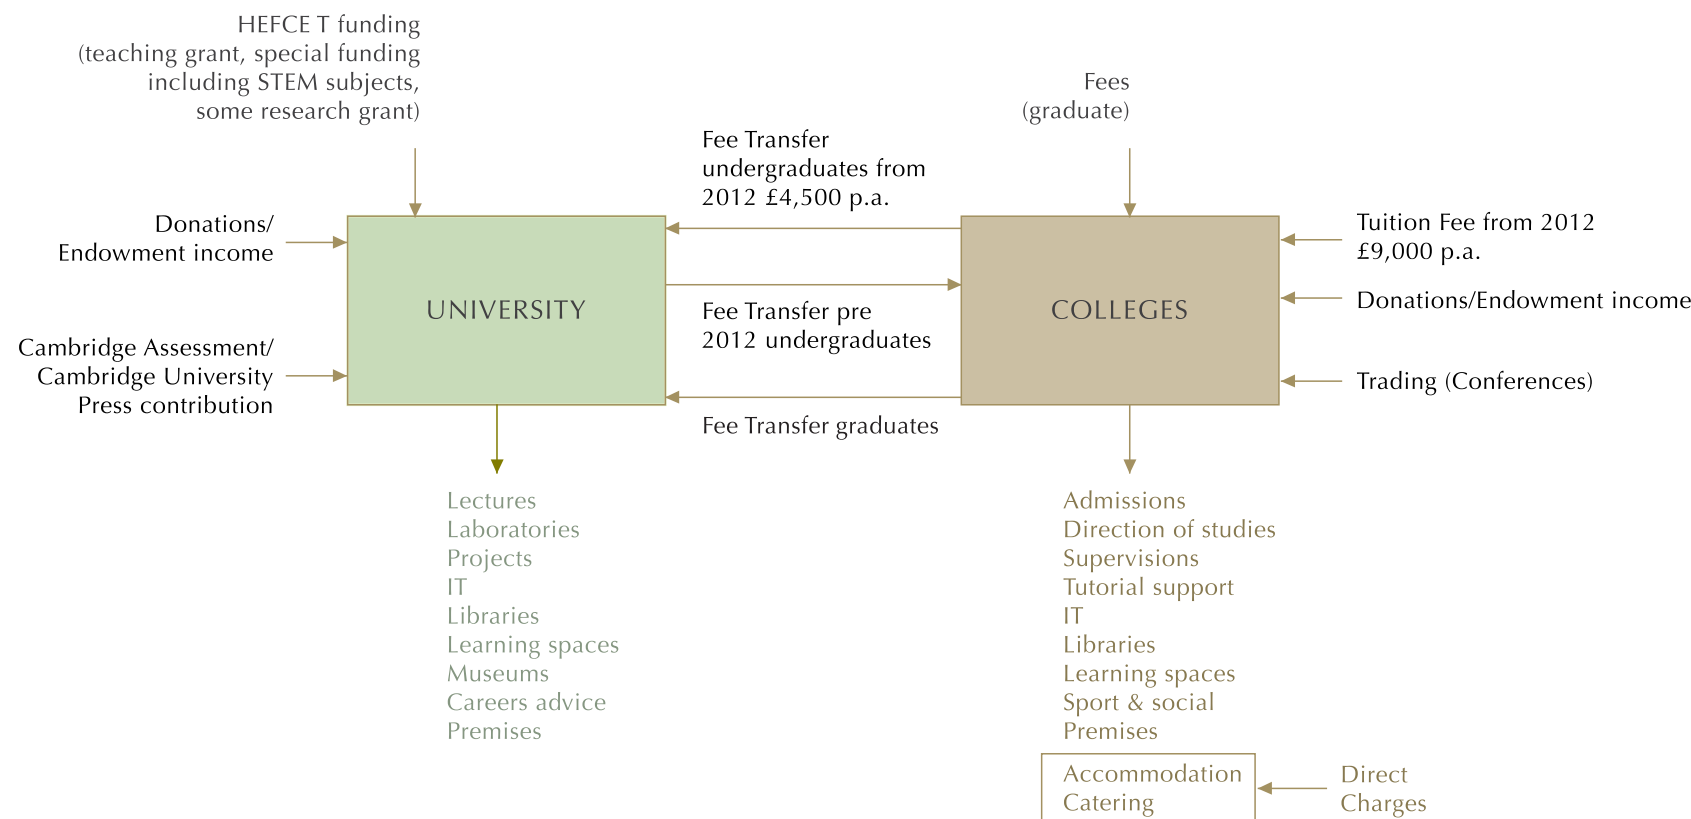 HEFCE T funding
(teaching grant, special funding
including STEM subjects,
some research grant)
Fees
(graduate)
Fee Transfer
undergraduates from
2012 £4,500 p.a.
Donations/
Endowment income
Tuition Fee from 2012
£9,000 p.a.
UNIVERSITY
COLLEGES
Donations/Endowment income
Fee Transfer pre
2012 undergraduates
Cambridge Assessment/
Cambridge University
Press contribution
Trading (Conferences)
Fee Transfer graduates
Lectures
Laboratories
Projects
IT
Libraries
Learning spaces
Museums
Careers advice
Premises
Admissions
Direction of studies
Supervisions
Tutorial support
IT
Libraries
Learning spaces
Sport & social
Premises
Accommodation
Catering
Direct
Charges